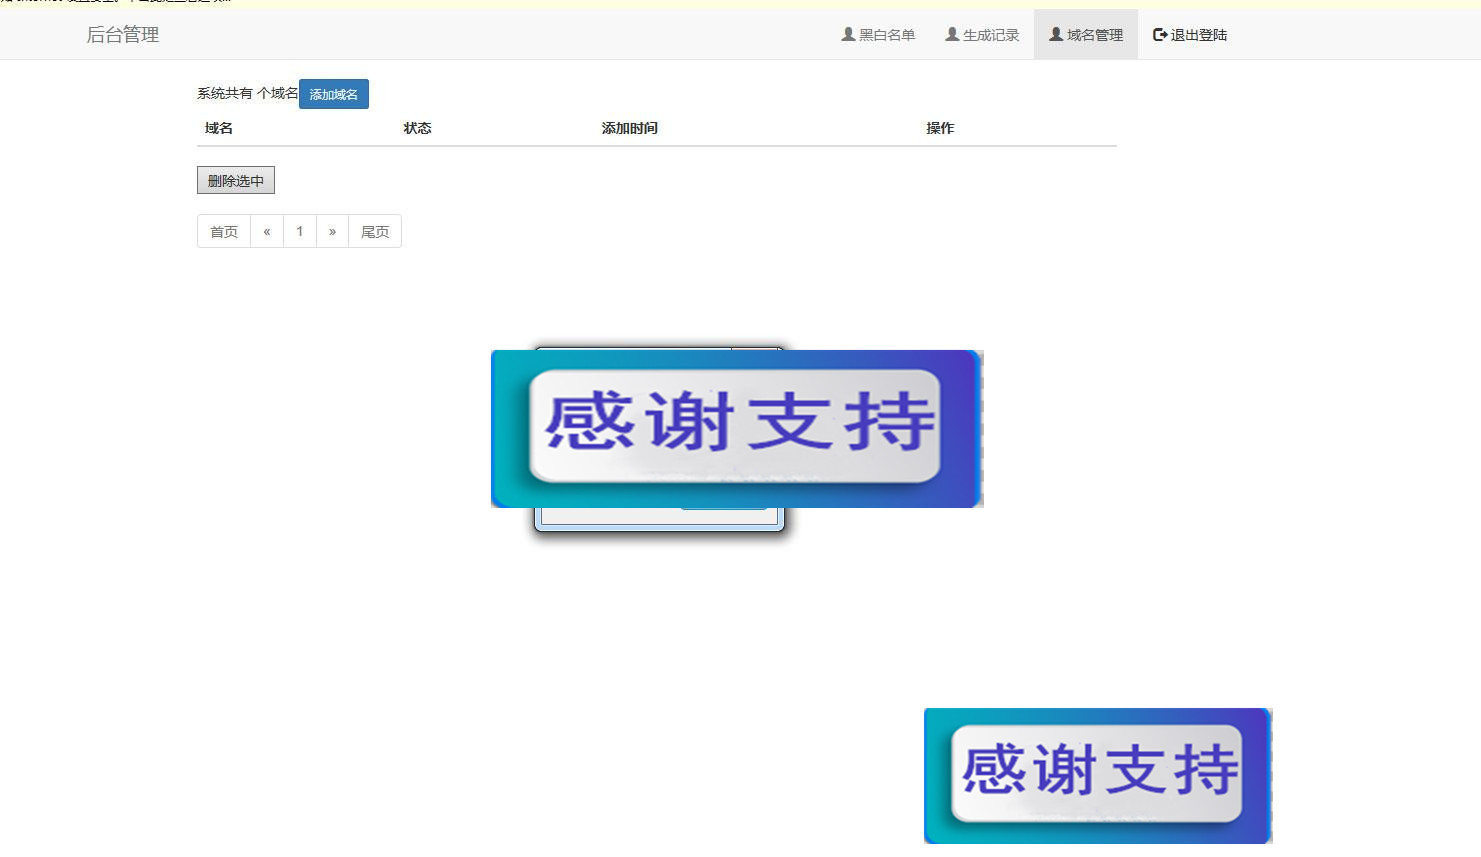 后台管理
黑白名单 生成记录 域名管理 退出登陆
系统共有 个域名 添加域名
域名 状态 添加时间 操作
删除选中
首页 « 1 » 尾页
感谢支持
感谢支持